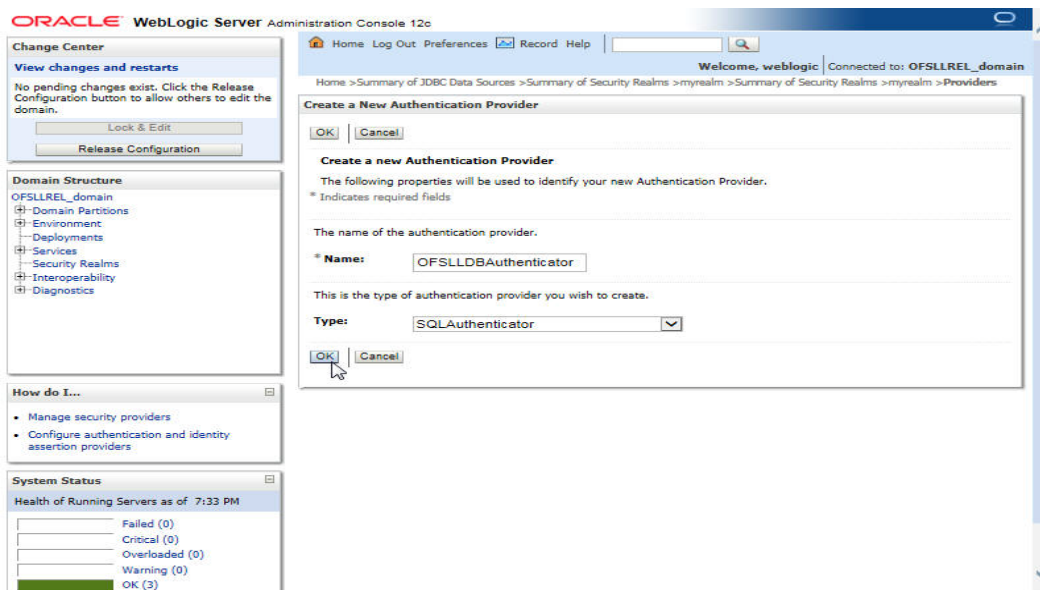 ORACLE WebLogic Server Administration Console 12c
Change Center
View changes and restarts
No pending changes exist. Click the Release
Configuration button to allow others to edit the
domain.
Lock & Edit
Release Configuration
Domain Structure
OFSLLREL_domain
Domain Partitions
Environment
Deployments
Services
Security Realms
Interoperability
Diagnostics
How do I...
Manage security providers
Configure authentication and identity
assertion providers
System Status
Health of Running Servers as of 7:33 PM
Failed (0)
Critical (0)
Overloaded (0)
Warning (0)
OK (3)
Home Log Out Preferences Record Help
Welcome, weblogic Connected to: OFSLLREL_domain
Home >Summary of JDBC Data Sources >Summary of Security Realms >myrealm >Summary of Security Realms >myrealm >Providers
Create a New Authentication Provider
OK Cancel
Create a new Authentication Provider
The following properties will be used to identify your new Authentication Provider.
* Indicates required fields
The name of the authentication provider.
* Name: OFSLLDBAuthenticator
This is the type of authentication provider you wish to create.
Type: SQLAuthenticator
OK Cancel